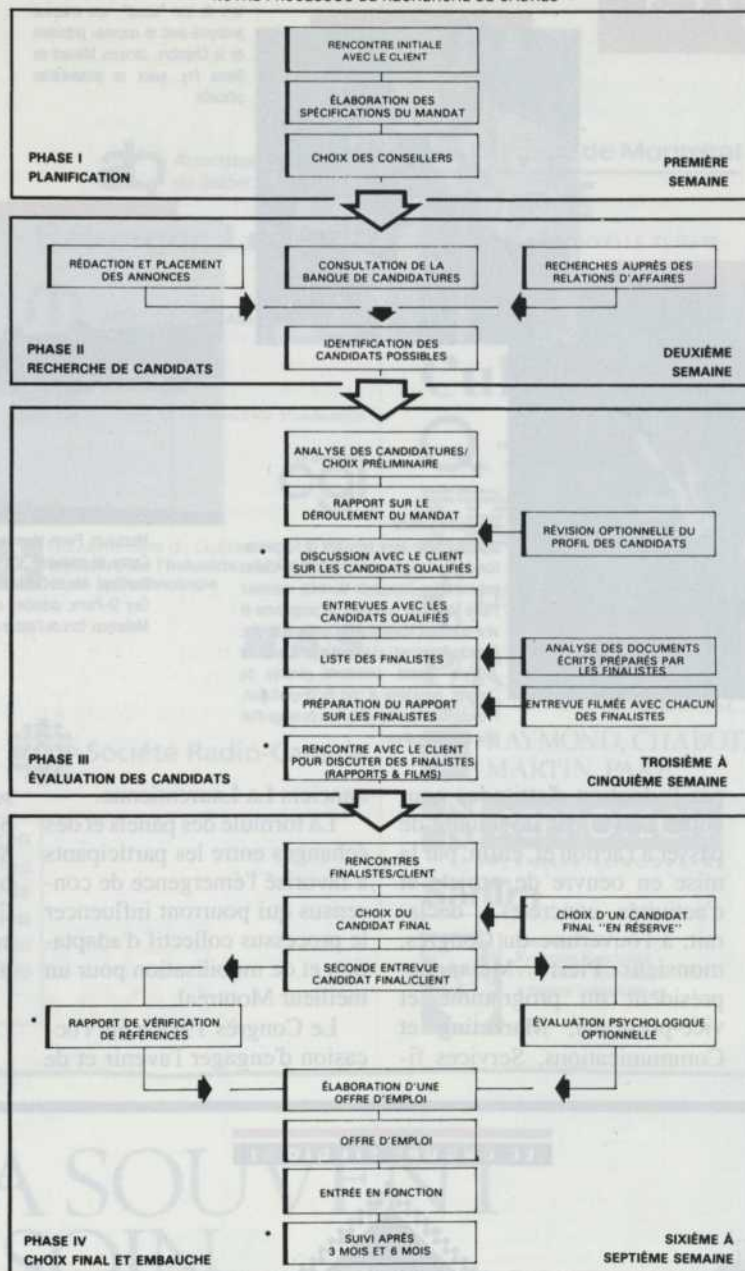 RENCONTRE INITIALE
AVEC LE CLIENT
ÉLABORATION DES
SPÉCIFICATIONS DU MANDAT
CHOIX DES CONSEILLERS
PHASE I
PLANIFICATION
PREMIÈRE
SEMAINE
RÉDACTION ET PLACEMENT
DES ANNONCES
CONSULTATION DE LA
BANQUE DE CANDIDATURES
RECHERCHES AUPRÈS DES
RELATIONS D'AFFAIRES
IDENTIFICATION DES
CANDIDATS POSSIBLES
PHASE II
RECHERCHE DE CANDIDATS
DEUXIÈME
SEMAINE
ANALYSE DES CANDIDATURES/
CHOIX PRÉLIMINAIRE
RAPPORT SUR LE
DÉROULEMENT DU MANDAT
RÉVISION OPTIONNELLE DU
PROFIL DES CANDIDATS
• DISCUSSION AVEC LE CLIENT
SUR LES CANDIDATS QUALIFIÉS
ENTREVUES AVEC LES
CANDIDATS QUALIFIÉS
LISTE DES FINALISTES
ANALYSE DES DOCUMENTS
ÉCRITS PRÉPARÉS PAR
LES FINALISTES
PRÉPARATION DU RAPPORT
SUR LES FINALISTES
ENTREVUE FILMÉE AVEC CHACUN
DES FINALISTES
• RENCONTRE AVEC LE CLIENT
POUR DISCUTER DES FINALISTES
(RAPPORTS & FILMS)
PHASE III
ÉVALUATION DES CANDIDATS
TROISIÈME À
CINQUIÈME SEMAINE
RENCONTRES
FINALISTES/CLIENT
CHOIX DU
CANDIDAT FINAL
CHOIX D'UN CANDIDAT
FINAL "EN RÉSERVE"
SECONDE ENTREVUE
CANDIDAT FINAL/CLIENT
• RAPPORT DE VÉRIFICATION
DE RÉFÉRENCES
ÉVALUATION PSYCHOLOGIQUE
OPTIONNELLE
ÉLABORATION D'UNE
OFFRE D'EMPLOI
OFFRE D'EMPLOI
ENTRÉE EN FONCTION
• SUIVI APRÈS
3 MOIS ET 6 MOIS
PHASE IV
CHOIX FINAL ET EMBAUCHE
SIXIÈME À
SEPTIÈME SEMAINE